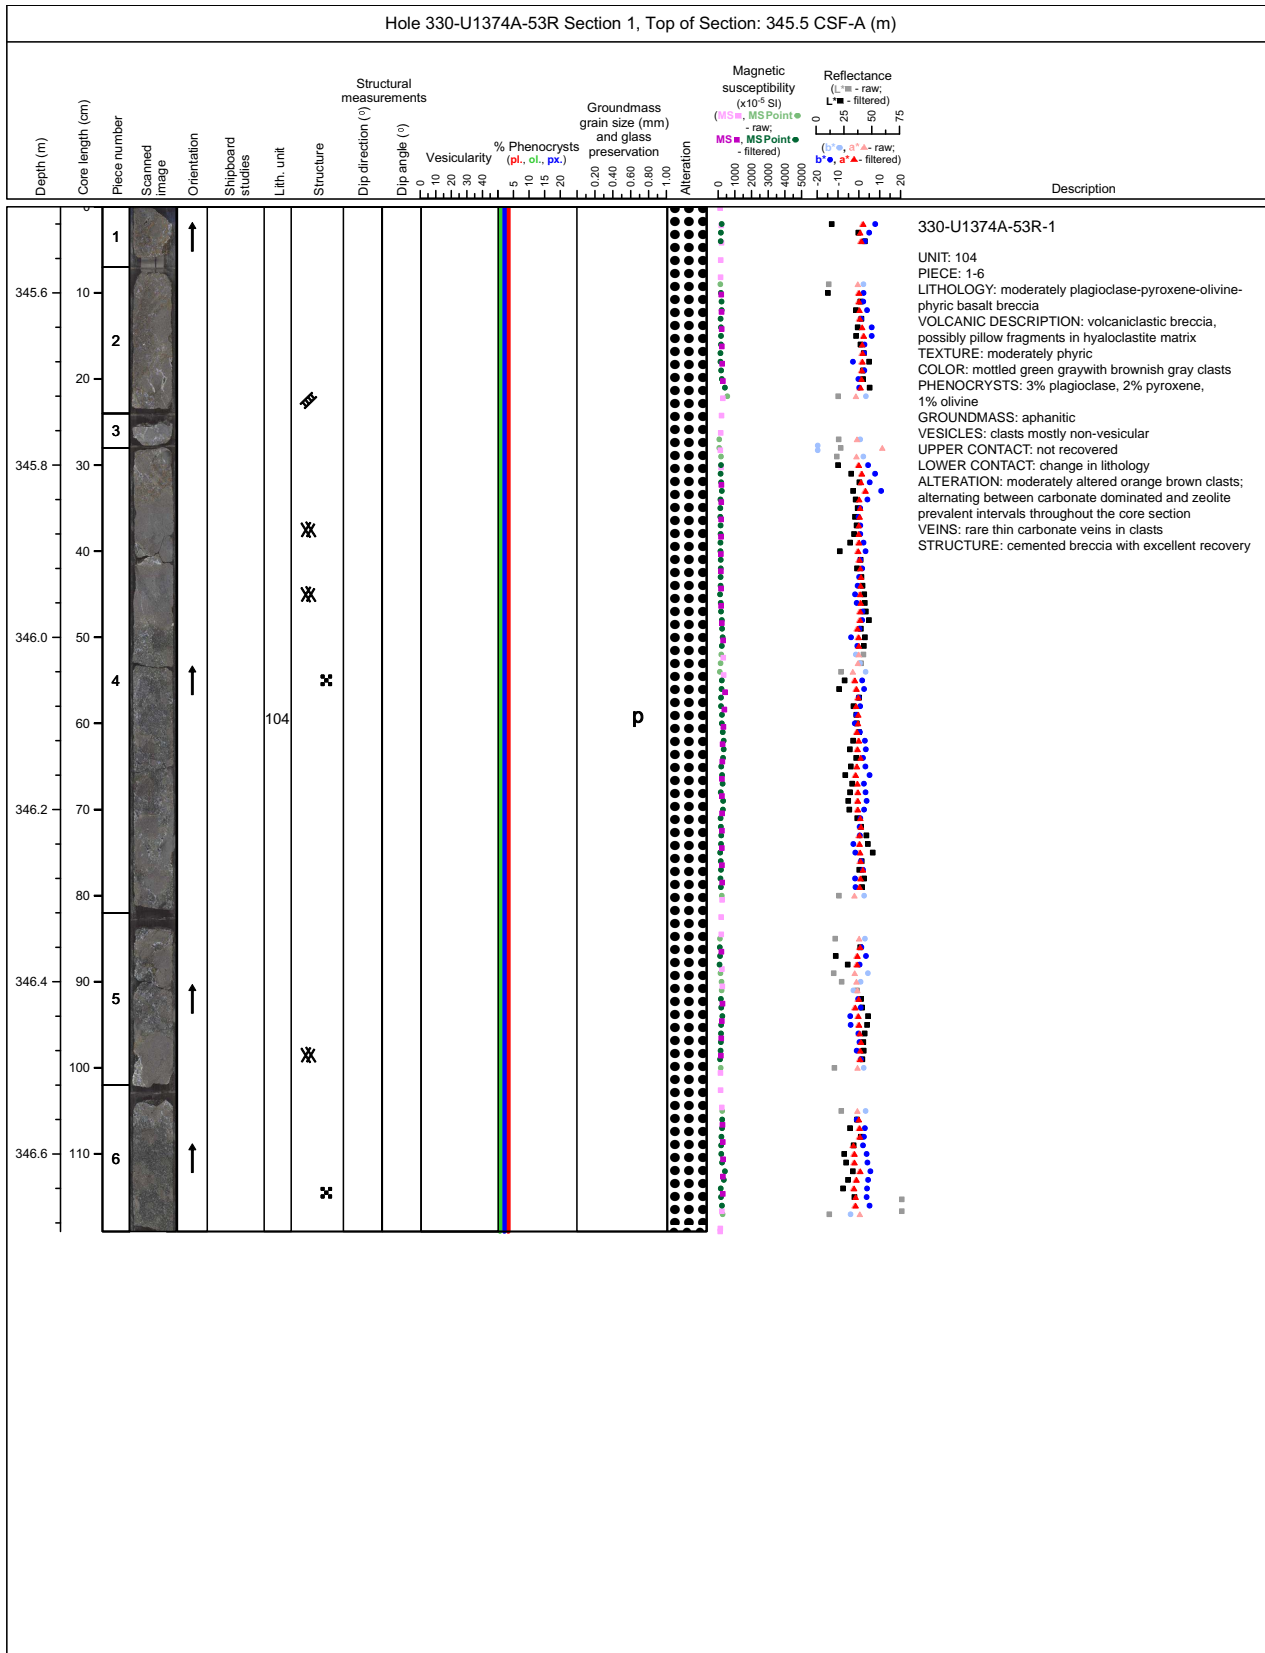 Hole 330-U1374A-53R Section 1, Top of Section: 345.5 CSF-A (m)
Depth (m)
Core length (cm)
Piece number
Scanned
image
Orientation
Shipboard
studies
Lith. unit
Structure
Structural
measurements
Dip direction (º)
Dip angle (º)
Vesicularity
0 10 20 30 40
% Phenocrysts
(pl., ol., px.)
5 10 15 20
Groundmass
grain size (mm)
and glass
preservation
0.20 0.40 0.60 0.80 1.00
Alteration
Magnetic
susceptibility
(x10-5 SI)
(MS■, MSPoint●
- raw;
MS■, MSPoint●
- filtered)
0 1000 2000 3000 4000 5000
Reflectance
(L*■ - raw;
L*■ - filtered)
0 25 50 75
(b*●, a*▲- raw;
b*●, a*▲- filtered)
-20 -10 0 10 20
Description
0
10
20
30
40
50
60
70
80
90
100
110
345.6
345.8
346.0
346.2
346.4
346.6
1
2
3
4
5
6
104
p
330-U1374A-53R-1
UNIT: 104
PIECE: 1-6
LITHOLOGY: moderately plagioclase-pyroxene-olivine-
phyric basalt breccia
VOLCANIC DESCRIPTION: volcaniclastic breccia,
possibly pillow fragments in hyaloclastite matrix
TEXTURE: moderately phyric
COLOR: mottled green graywith brownish gray clasts
PHENOCRYSTS: 3% plagioclase, 2% pyroxene,
1% olivine
GROUNDMASS: aphanitic
VESICLES: clasts mostly non-vesicular
UPPER CONTACT: not recovered
LOWER CONTACT: change in lithology
ALTERATION: moderately altered orange brown clasts;
alternating between carbonate dominated and zeolite
prevalent intervals throughout the core section
VEINS: rare thin carbonate veins in clasts
STRUCTURE: cemented breccia with excellent recovery